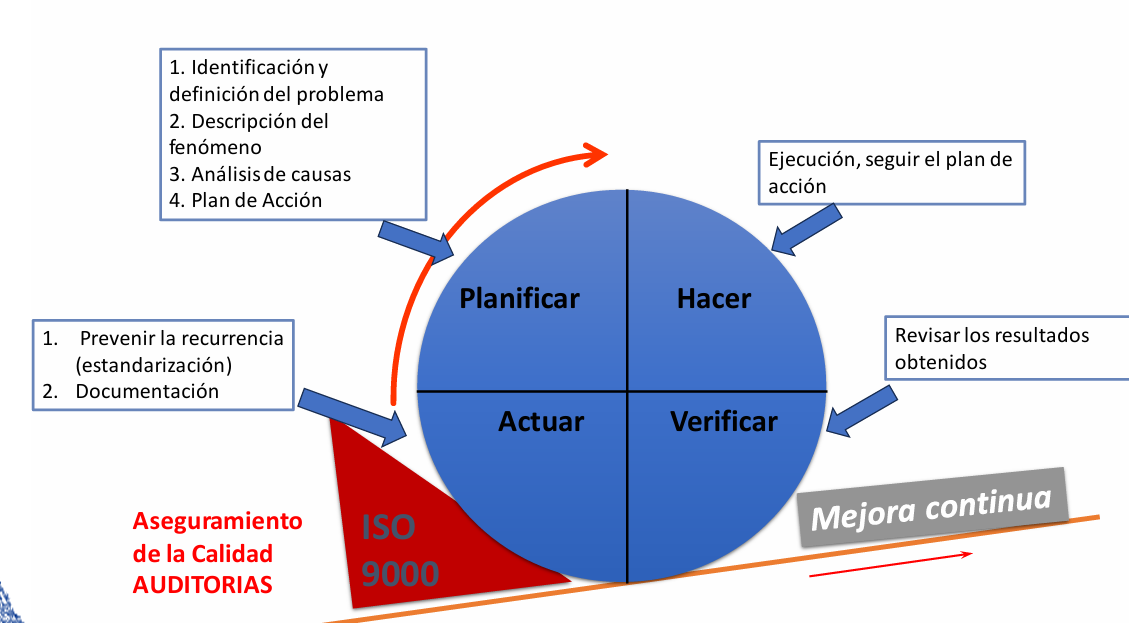 1. Identificación y
definición del problema
2. Descripción del
fenómeno
3. Análisis de causas
4. Plan de Acción
Ejecución, seguir el plan de
acción
Planificar
Hacer
1. Prevenir la recurrencia
(estandarización)
2. Documentación
Revisar los resultados
obtenidos
Actuar
Verificar
Mejora continua
Aseguramiento
de la Calidad
AUDITORIAS
ISO
9000